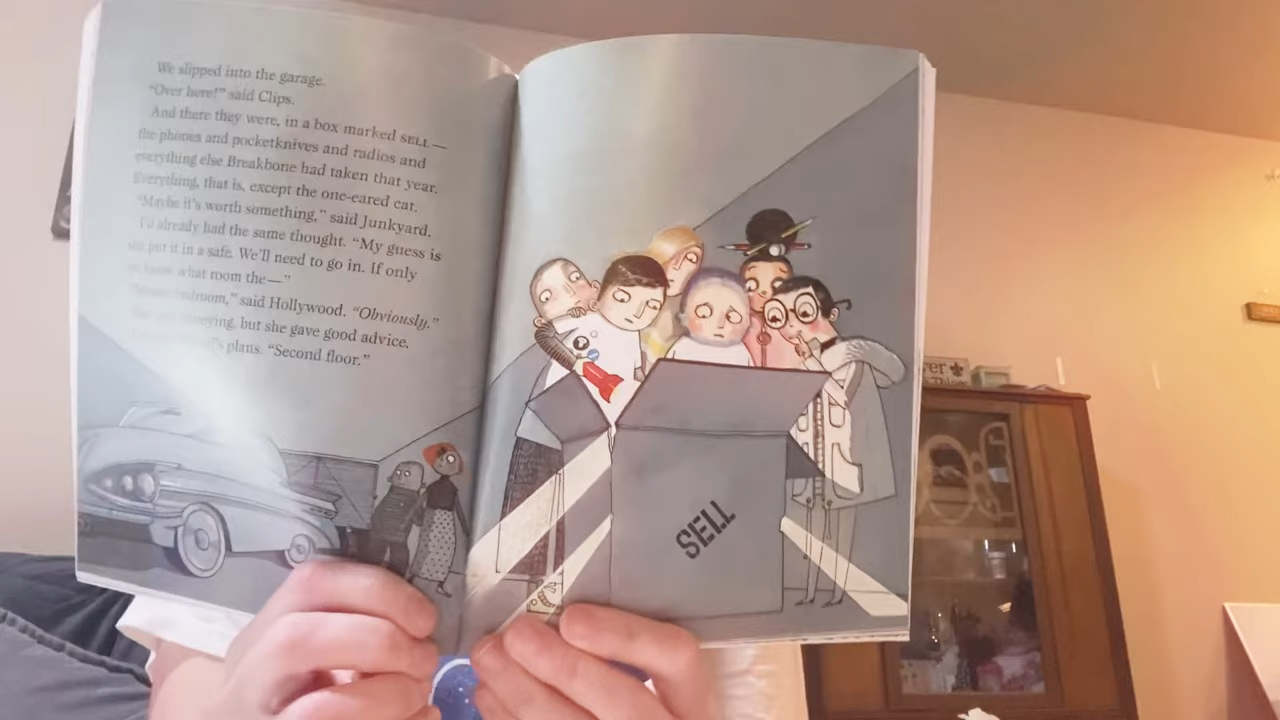 We slipped into the garage.
"Over here!" said Clips.
And there they were, in a box marked SELL—
the phones and pocketknives and radios and
everything else Breakbone had taken that year.
Everything, that is, except the one-eared cat.
"Maybe it's worth something," said Junkyard.
I'd already had the same thought. "My guess is
she put it in a safe. We'll need to go in. If only
we knew what room the—"
said Hollywood. "Obviously."
but she gave good advice.
plans. "Second floor."
SELL
ver
Things